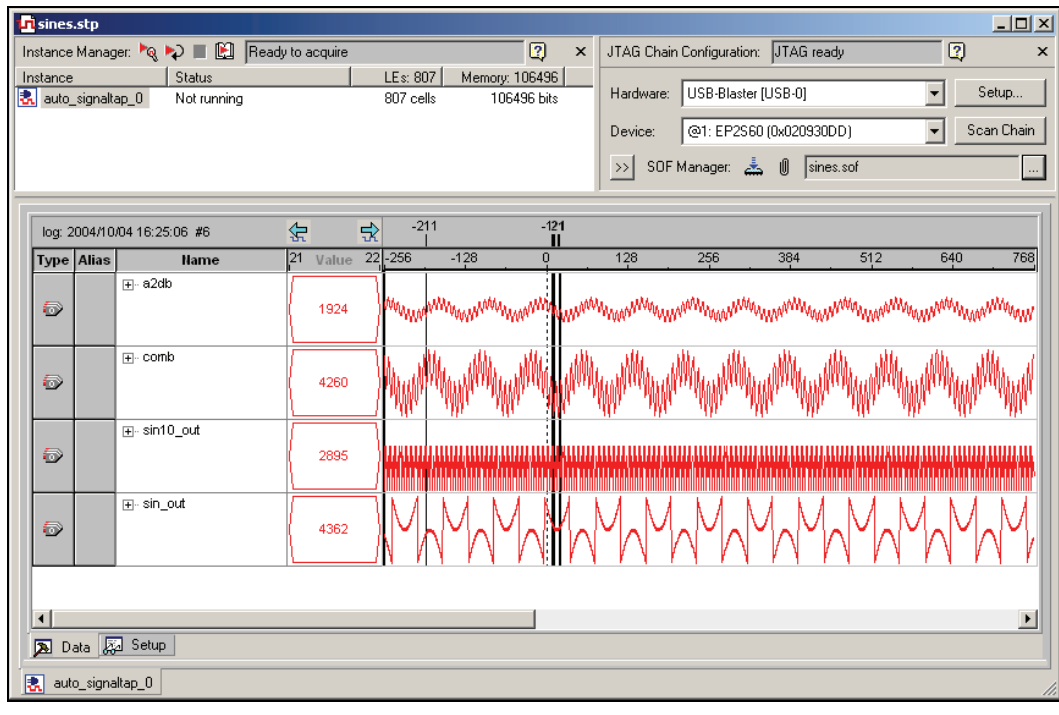 sines.stp
Instance Manager: Ready to acquire
Instance Status LEs: 807 Memory: 106496
auto_signaltap_0 Not running 807 cells 106496 bits
JTAG Chain Configuration: JTAG ready
Hardware: USB-Blaster [USB-0] Setup...
Device: @1: EP2S60 (0x020930DD) Scan Chain
>> SOF Manager: sines.sof ...
log: 2004/10/04 16:25:06 #6 -211
Type Alias Name 21 Value 22 -256 -128 0 128 256 384 512 640 768
a2db 1924
comb 4260
sin10_out 2895
sin_out 4362
Data Setup
auto_signaltap_0